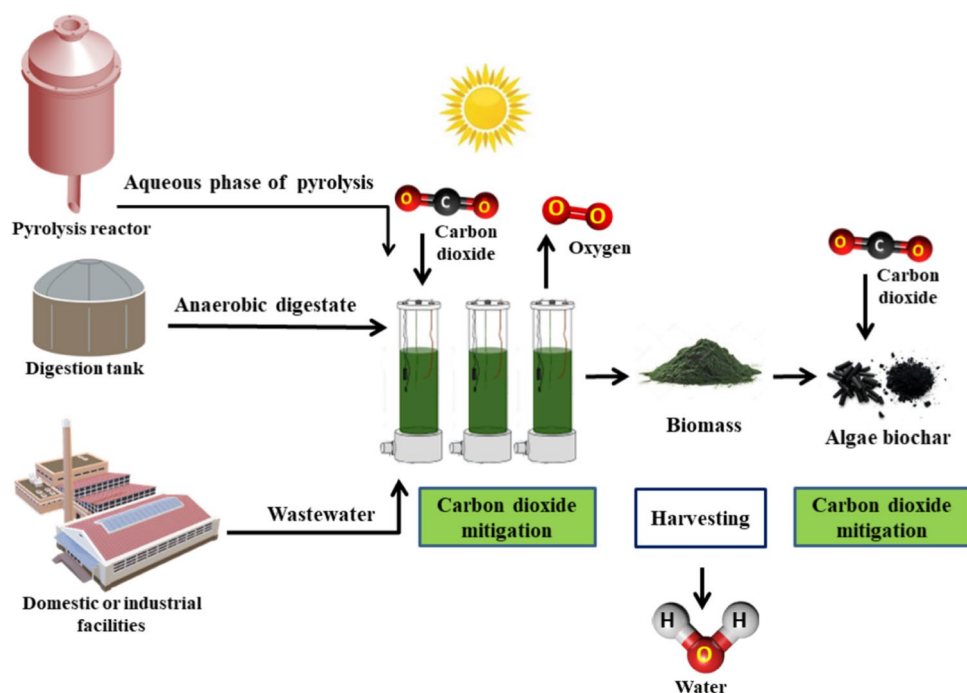 Aqueous phase of pyrolysis
Pyrolysis reactor
O C O
Carbon
dioxide
O O
Oxygen
O C O
Carbon
dioxide
Anaerobic digestate
Digestion tank
Biomass
Algae biochar
Wastewater
Domestic or industrial
facilities
Carbon dioxide
mitigation
Harvesting
Carbon dioxide
mitigation
H H
O
Water